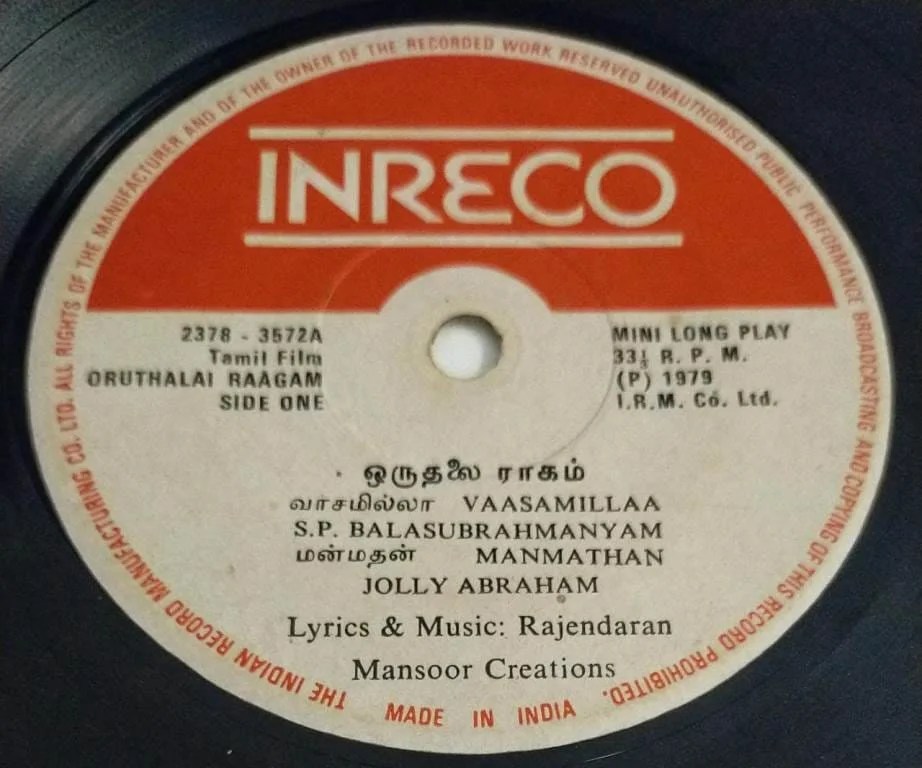 THE INDIAN RECORD MANUFACTURING CO. LTD. ALL RIGHTS OF THE MANUFACTURER AND OF THE OWNER OF THE RECORDED WORK RESERVED UNAUTHORISED PUBLIC PERFORMANCE BROADCASTING AND COPYING OF THIS RECORD PROHIBITED.
INRECO
2378 - 3572A
Tamil Film
ORUTHALAI RAAGAM
SIDE ONE
MINI LONG PLAY
33⅓ R. P. M.
(P) 1979
I.R.M. Co. Ltd.
ஒருதலை ராகம்
வாசமில்லா VAASAMILLAA
S.P. BALASUBRAHMANYAM
மன்மதன் MANMATHAN
JOLLY ABRAHAM
Lyrics & Music: Rajendaran
Mansoor Creations
MADE IN INDIA